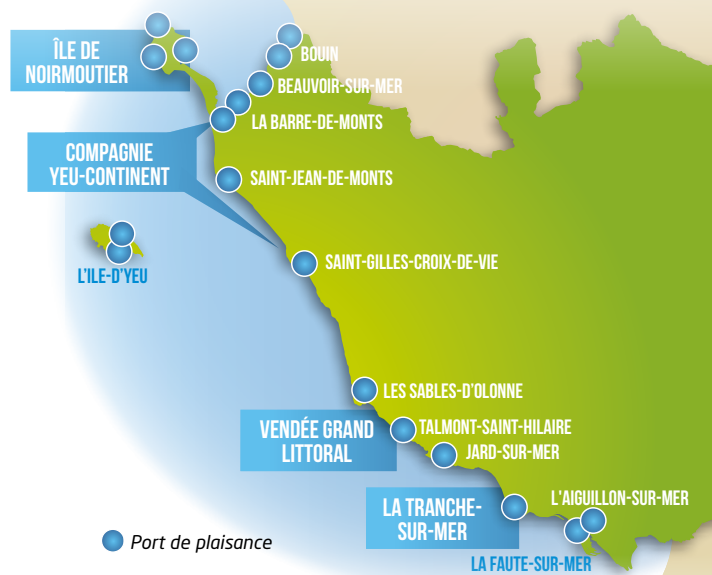 ÎLE DE
NOIRMOUTIER
BOUIN
BEAUVOIR-SUR-MER
LA BARRE-DE-MONTS
COMPAGNIE
YEU-CONTINENT
SAINT-JEAN-DE-MONTS
L'ILE-D'YEU
SAINT-GILLES-CROIX-DE-VIE
LES SABLES-D'OLONNE
VENDÉE GRAND
LITTORAL
TALMONT-SAINT-HILAIRE
JARD-SUR-MER
LA TRANCHE-
SUR-MER
L'AIGUILLON-SUR-MER
LA FAUTE-SUR-MER
Port de plaisance